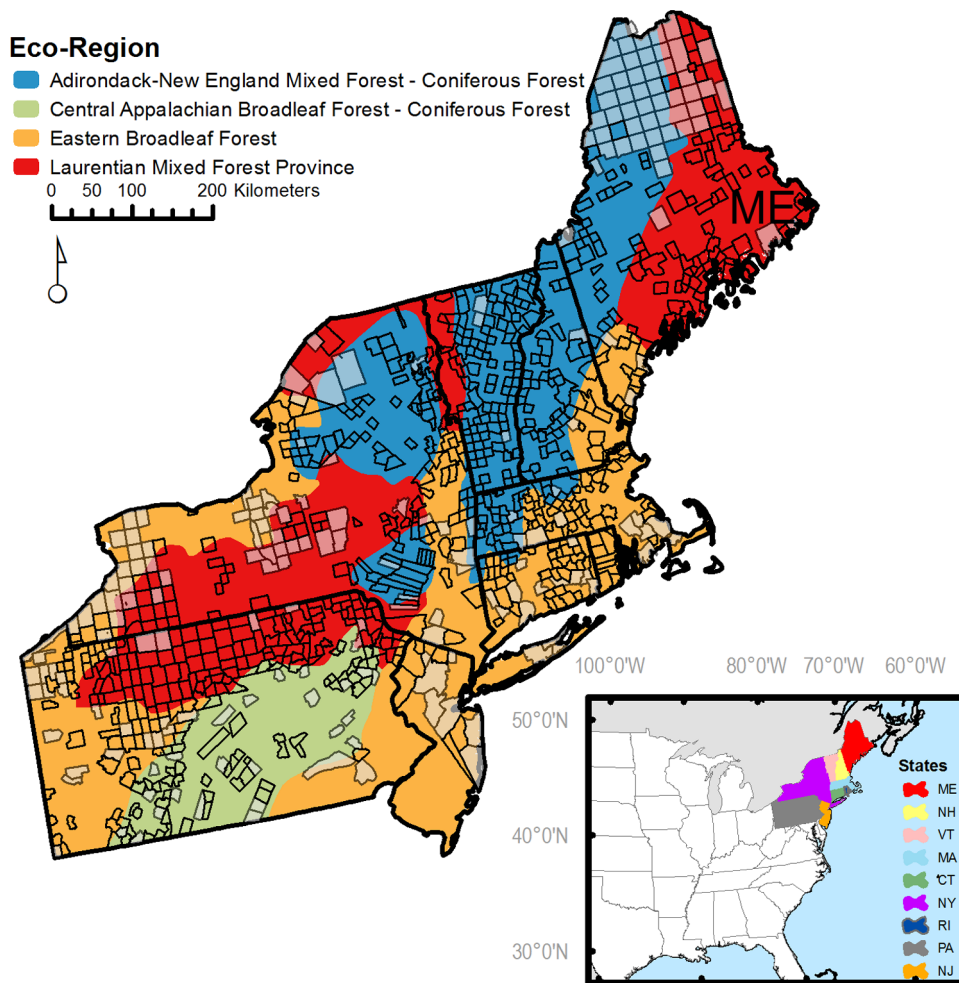 Eco-Region
Adirondack-New England Mixed Forest - Coniferous Forest
Central Appalachian Broadleaf Forest - Coniferous Forest
Eastern Broadleaf Forest
Laurentian Mixed Forest Province
0 50 100 200 Kilometers
ME
100°0'W 80°0'W 70°0'W 60°0'W
50°0'N
40°0'N
30°0'N
States
ME
NH
VT
MA
CT
NY
RI
PA
NJ